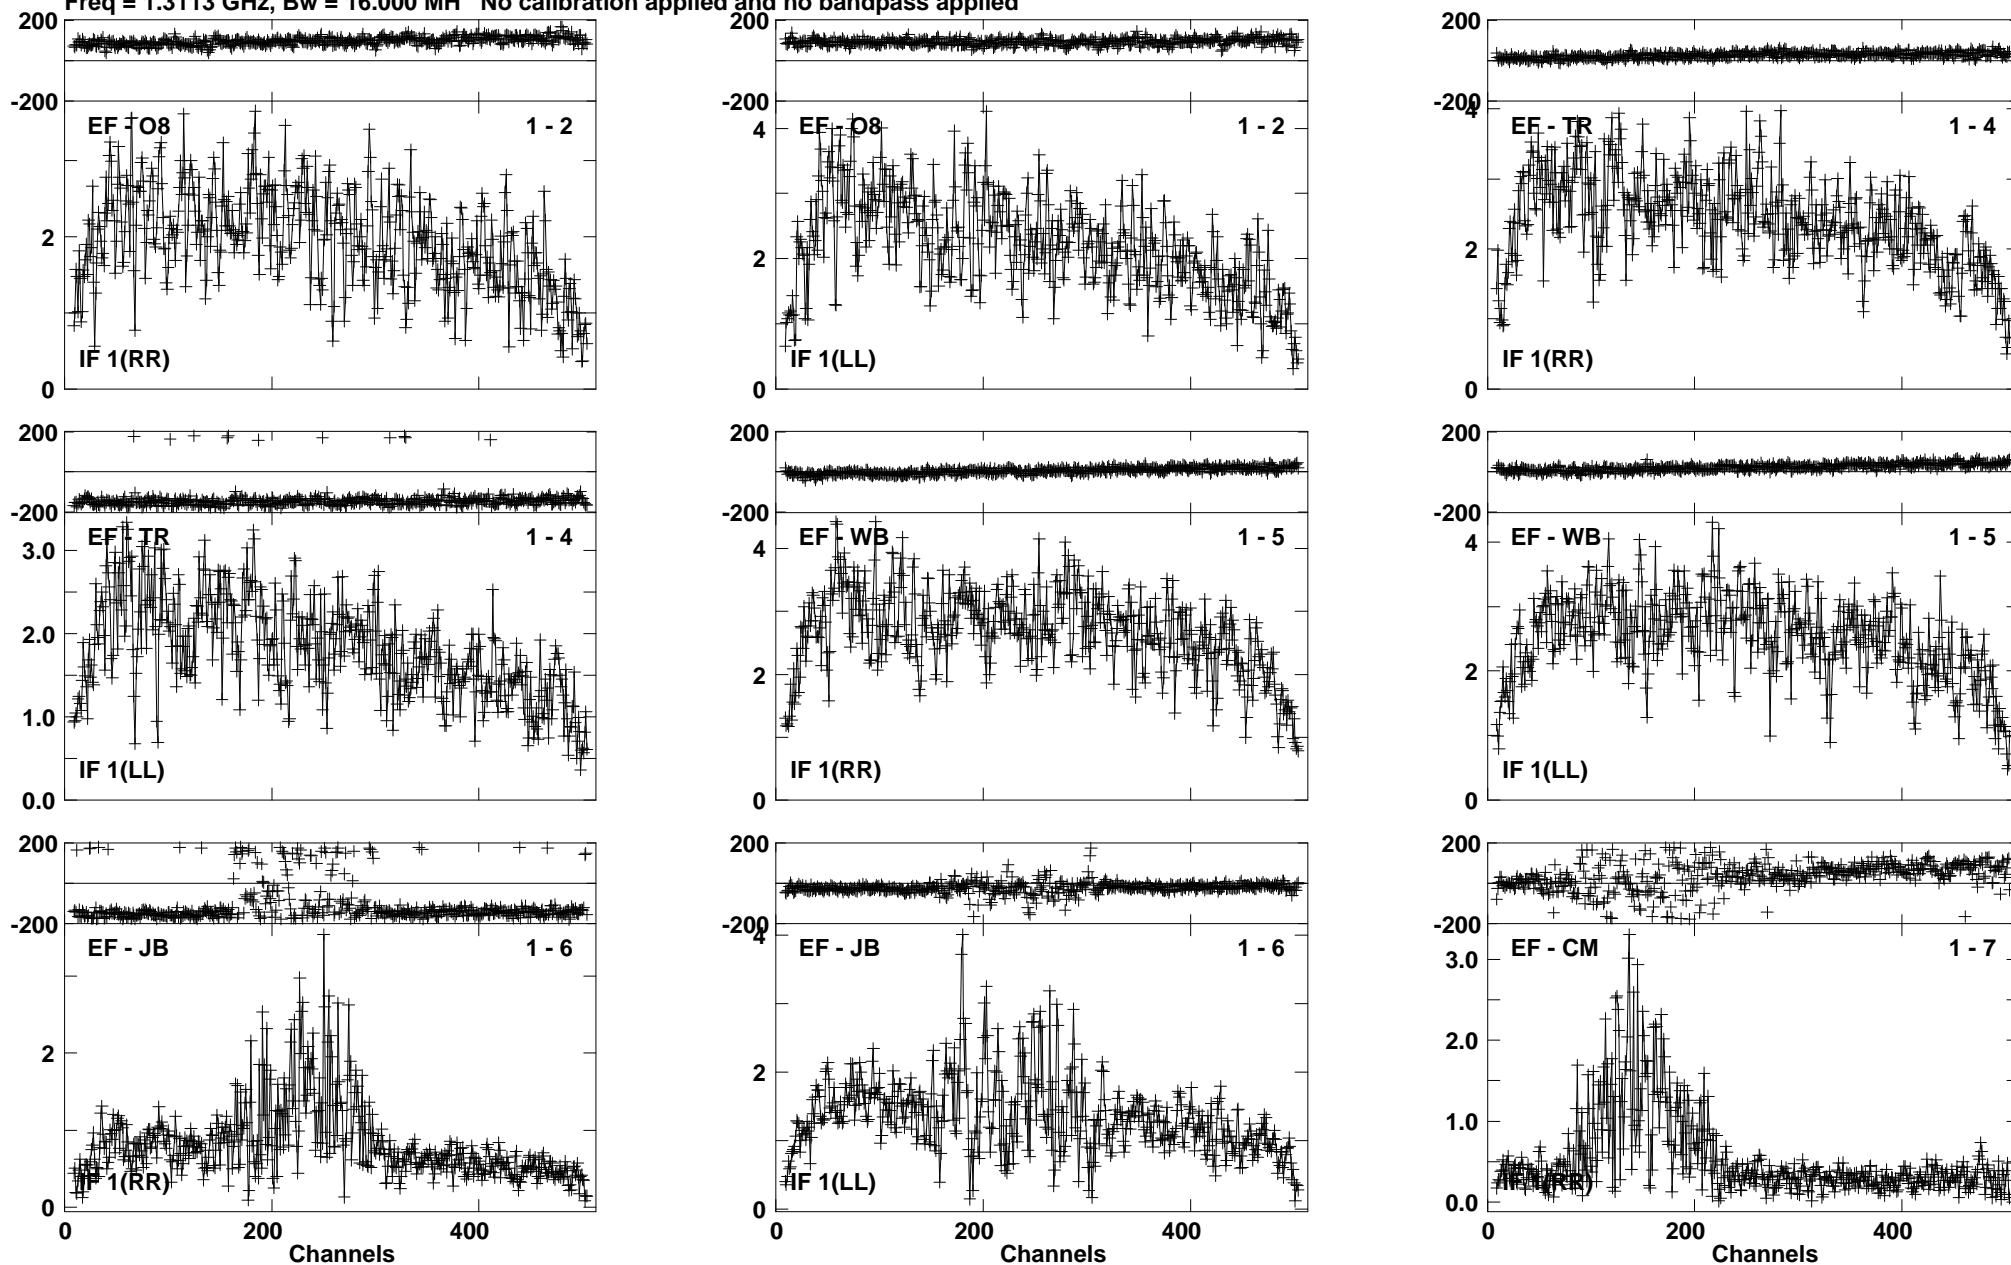 Freq = 1.3113 GHz, Bw = 16.000 MH No calibration applied and no bandpass applied
200
-200
EF - O8 1 - 2
2
IF 1(RR)
0
200
-200
EF - O8 1 - 2
4
2
IF 1(LL)
0
200
-200
EF - TR 1 - 4
4
2
IF 1(RR)
0
200
-200
EF - TR 1 - 4
3.0
2.0
1.0
IF 1(LL)
0.0
200
-200
EF - WB 1 - 5
4
2
IF 1(RR)
0
200
-200
EF - WB 1 - 5
4
2
IF 1(LL)
0
200
-200
EF - JB 1 - 6
2
IF 1(RR)
0
0 200 400
Channels
200
-200
EF - JB 1 - 6
4
2
IF 1(LL)
0
0 200 400
Channels
200
-200
EF - CM 1 - 7
3.0
2.0
1.0
IF 1(RR)
0.0
0 200 400
Channels